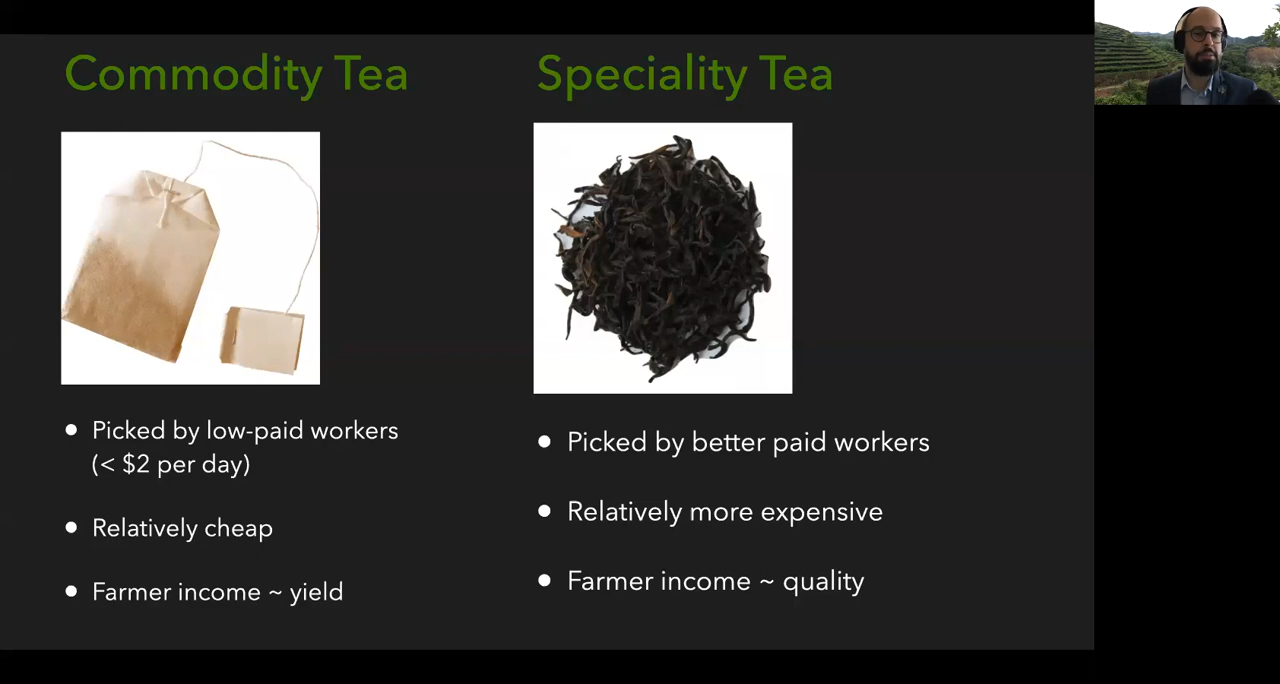 Commodity Tea
Speciality Tea
Picked by low-paid workers
(< $2 per day)
Relatively cheap
Farmer income ~ yield
Picked by better paid workers
Relatively more expensive
Farmer income ~ quality